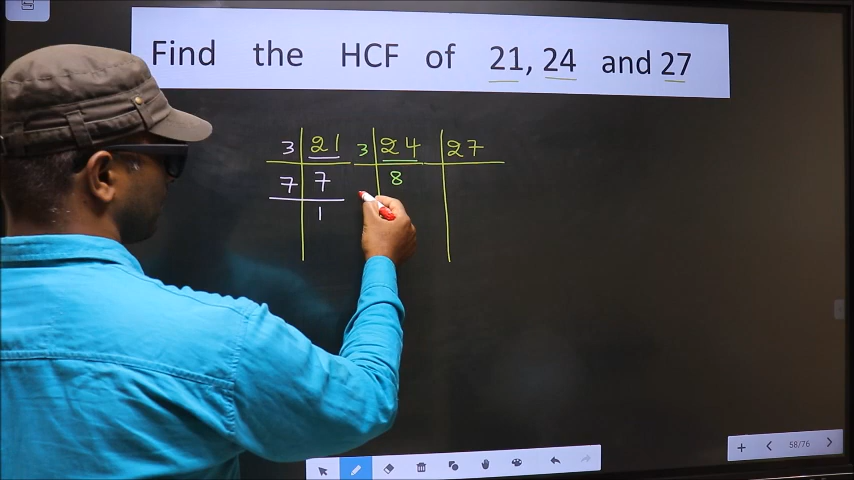 Find the HCF of 21, 24 and 27
3 21 3 24 27
7 7 8
1
58/76